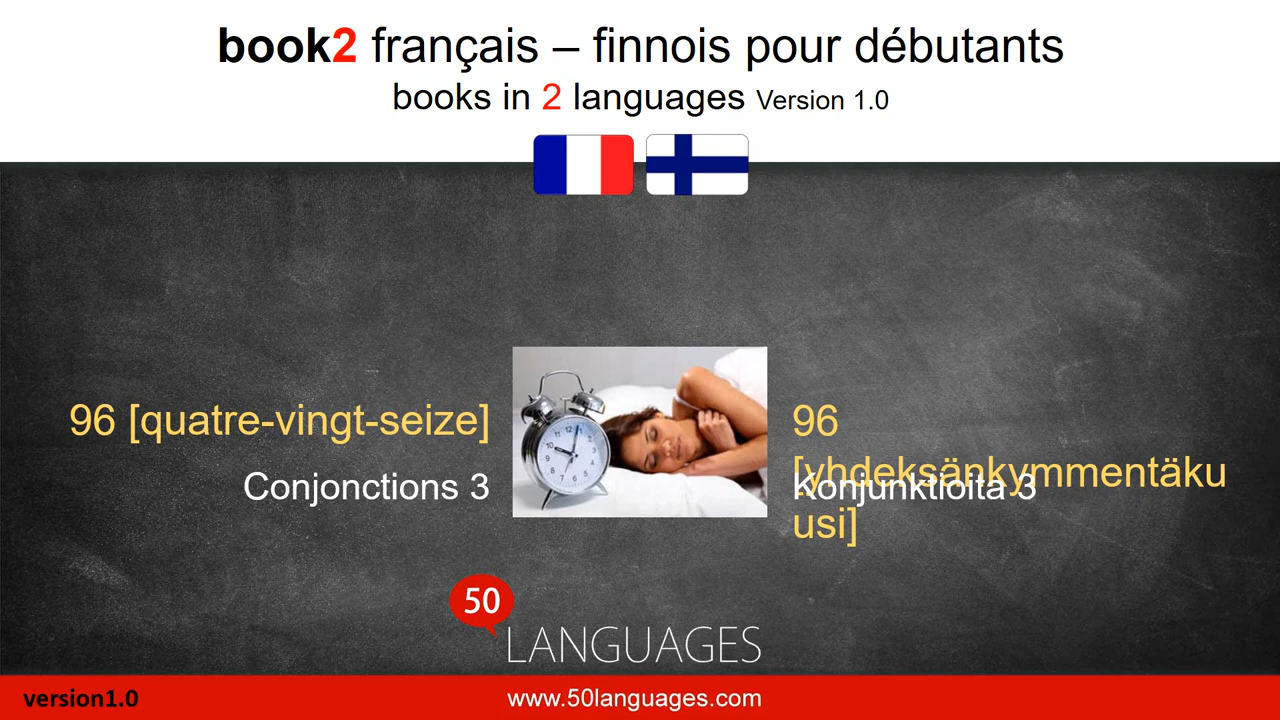 book2 français – finnois pour débutants
books in 2 languages Version 1.0
96 [quatre-vingt-seize]
Conjonctions 3
96
[yhdeksänkymmentäku
usi]
Konjunktioita 3
50
LANGUAGES
version1.0
www.50languages.com